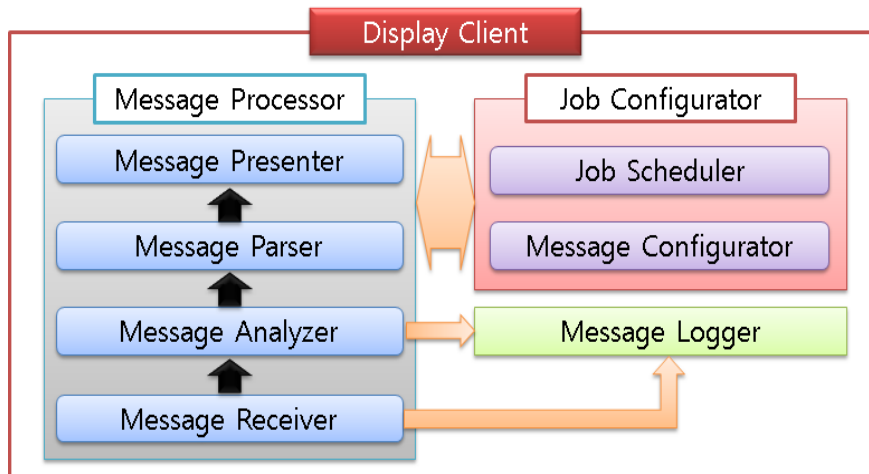 Display Client
Message Processor
Message Presenter
Message Parser
Message Analyzer
Message Receiver
Job Configurator
Job Scheduler
Message Configurator
Message Logger